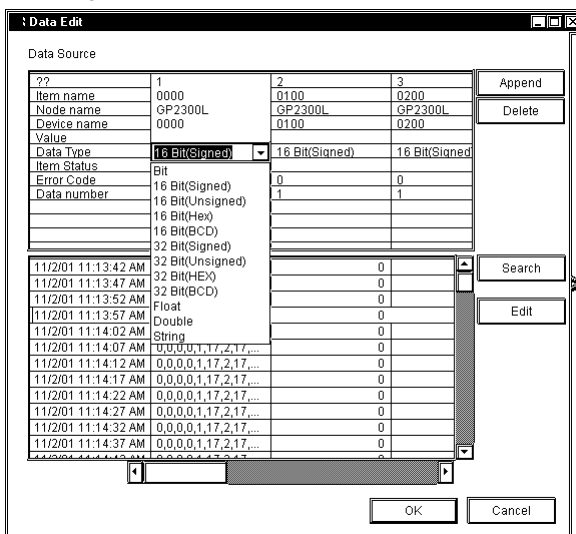 Data Edit
Data Source
?? 1 2 3
Item name 0000 0100 0200
Node name GP2300L GP2300L GP2300L
Device name 0000 0100 0200
Value
Data Type 16 Bit(Signed) 16 Bit(Signed) 16 Bit(Signed
Item Status
Error Code 0 0
Data number 1 1
Bit
16 Bit(Signed)
16 Bit(Unsigned)
16 Bit(Hex)
16 Bit(BCD)
32 Bit(Signed)
32 Bit(Unsigned)
32 Bit(HEX)
32 Bit(BCD)
Float
Double
String
Append
Delete
11/2/01 11:13:42 AM 0
11/2/01 11:13:47 AM 0
11/2/01 11:13:52 AM 0
11/2/01 11:13:57 AM 0
11/2/01 11:14:02 AM 0
11/2/01 11:14:07 AM 0,0,0,0,1,17,2,17,... 0
11/2/01 11:14:12 AM 0,0,0,0,1,17,2,17,... 0
11/2/01 11:14:17 AM 0,0,0,0,1,17,2,17,... 0
11/2/01 11:14:22 AM 0,0,0,0,1,17,2,17,... 0
11/2/01 11:14:27 AM 0,0,0,0,1,17,2,17,... 0
11/2/01 11:14:32 AM 0,0,0,0,1,17,2,17,... 0
11/2/01 11:14:37 AM 0,0,0,0,1,17,2,17,... 0
Search
Edit
OK
Cancel